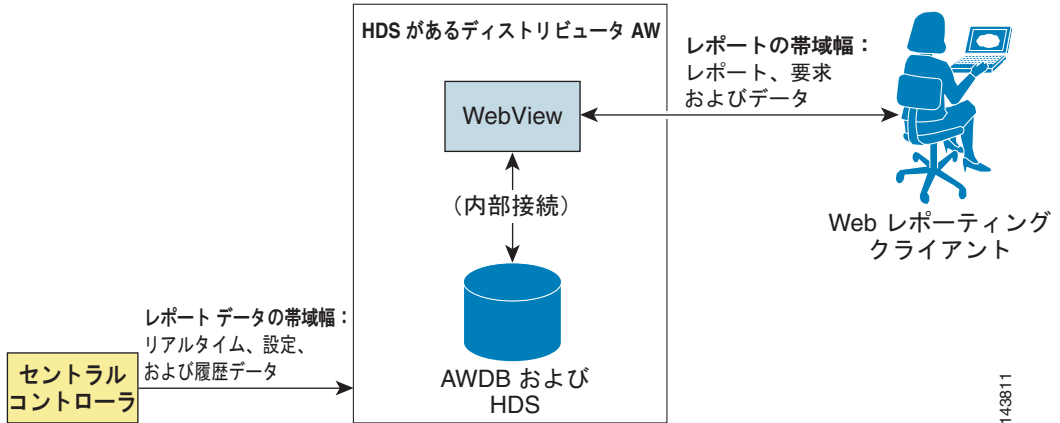 HDS があるディストリビュータ AW
レポートの帯域幅：
レポート、要求
およびデータ
WebView
（内部接続）
Web レポーティング
クライアント
レポート データの帯域幅：
リアルタイム、設定、
および履歴データ
セントラル
コントローラ
AWDB および
HDS
143811